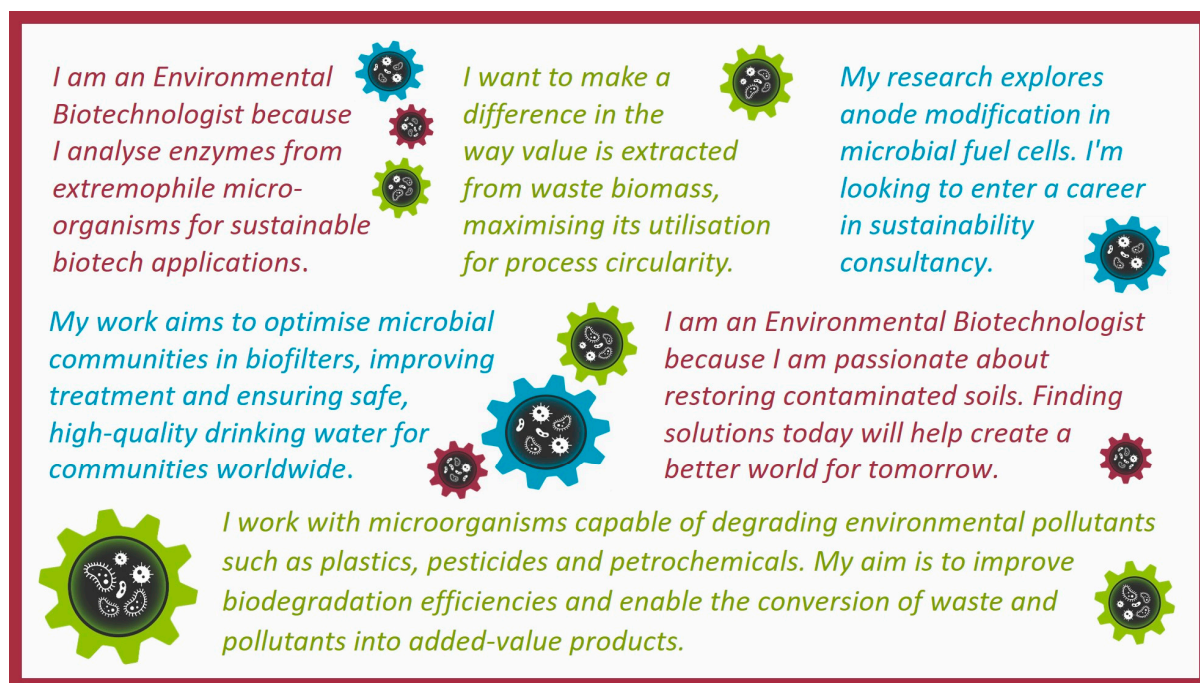 I am an Environmental
Biotechnologist because
I analyse enzymes from
extremophile micro-
organisms for sustainable
biotech applications.
I want to make a
difference in the
way value is extracted
from waste biomass,
maximising its utilisation
for process circularity.
My research explores
anode modification in
microbial fuel cells. I'm
looking to enter a career
in sustainability
consultancy.
My work aims to optimise microbial
communities in biofilters, improving
treatment and ensuring safe,
high-quality drinking water for
communities worldwide.
I am an Environmental Biotechnologist
because I am passionate about
restoring contaminated soils. Finding
solutions today will help create a
better world for tomorrow.
I work with microorganisms capable of degrading environmental pollutants
such as plastics, pesticides and petrochemicals. My aim is to improve
biodegradation efficiencies and enable the conversion of waste and
pollutants into added-value products.